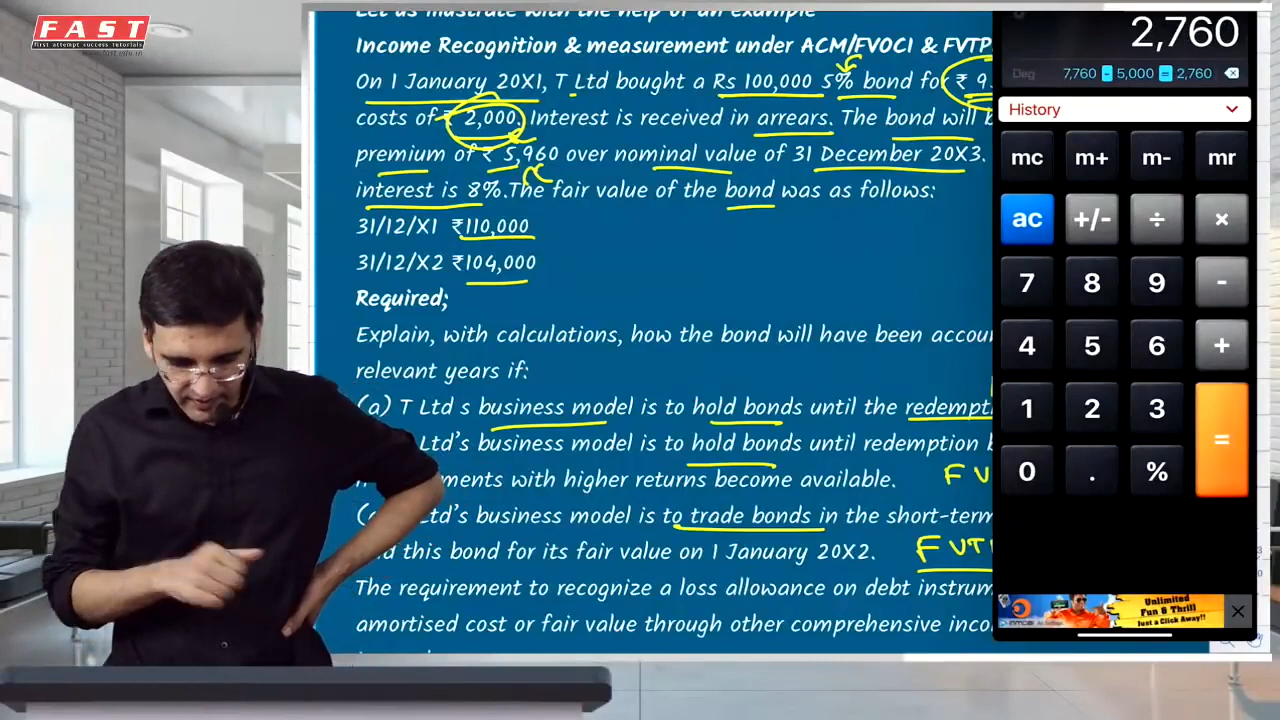 FAST
first attempt success tutorials
www.fast.edu.in
Let us illustrate with the help of an example
Income Recognition & measurement under ACM/FVOCI & FVTP
On 1 January 20X1, T Ltd bought a Rs 100,000 5% bond for ₹ 9
costs of ₹ 2,000. Interest is received in arrears. The bond will b
premium of ₹ 5,960 over nominal value of 31 December 20X3.
interest is 8%.The fair value of the bond was as follows:
31/12/X1 ₹110,000
31/12/X2 ₹104,000
Required;
Explain, with calculations, how the bond will have been accou
relevant years if:
(a) T Ltd s business model is to hold bonds until the redempt
Ltd's business model is to hold bonds until redemption b
ments with higher returns become available.
FV
Ltd's business model is to trade bonds in the short-term
this bond for its fair value on 1 January 20X2.
FVT
The requirement to recognize a loss allowance on debt instrum
amortised cost or fair value through other comprehensive inco
2,760
Deg 7,760 - 5,000 = 2,760
History
mc m+ m- mr
ac +/- ÷ ×
7 8 9 -
4 5 6 +
1 2 3 =
0 . %
Unlimited
Fun & Thrill
Just a Click Away!!